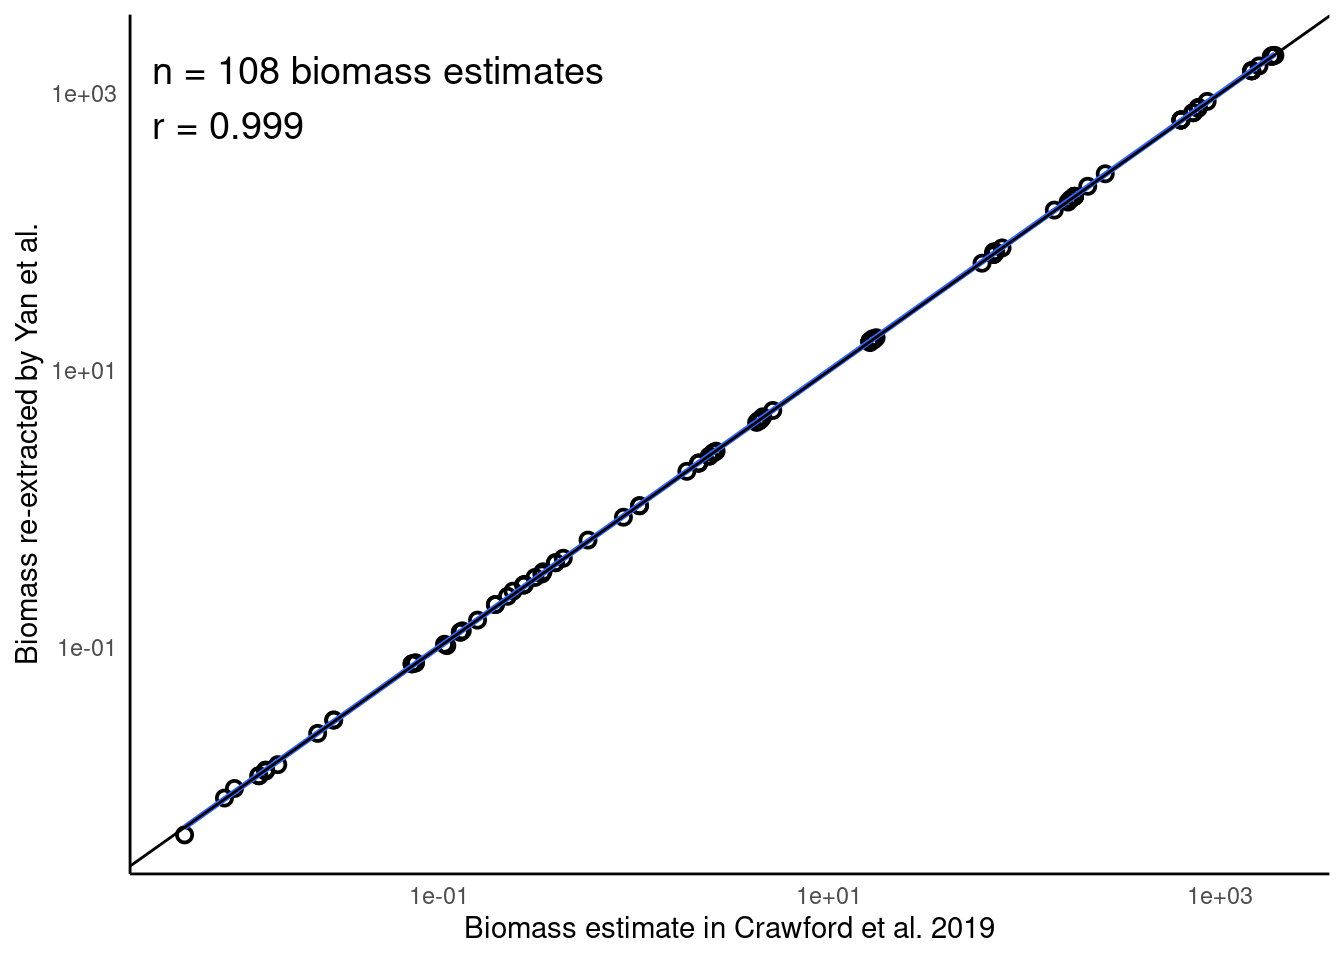 n = 108 biomass estimates
r = 0.999
1e+03
1e+01
1e-01
Biomass re-extracted by Yan et al.
1e-01
1e+01
1e+03
Biomass estimate in Crawford et al. 2019